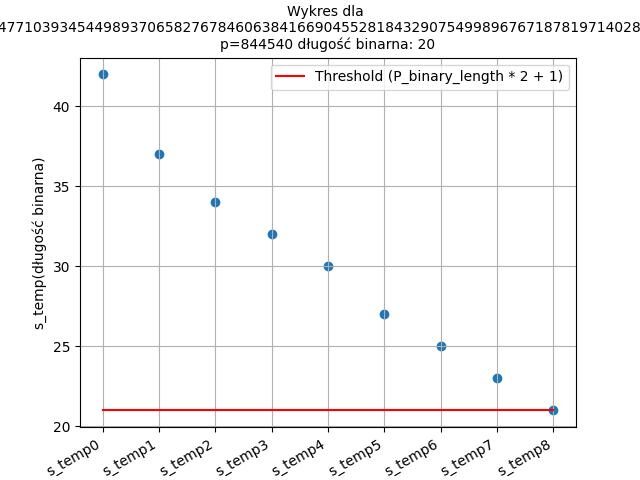 Wykres dla
4771039345449893706582767846063841669045528184329075499896767187819714028
p=844540 długość binarna: 20
Threshold (P_binary_length * 2 + 1)
s_temp(długość binarna)
40
35
30
25
20
s_temp0
s_temp1
s_temp2
s_temp3
s_temp4
s_temp5
s_temp6
s_temp7
s_temp8